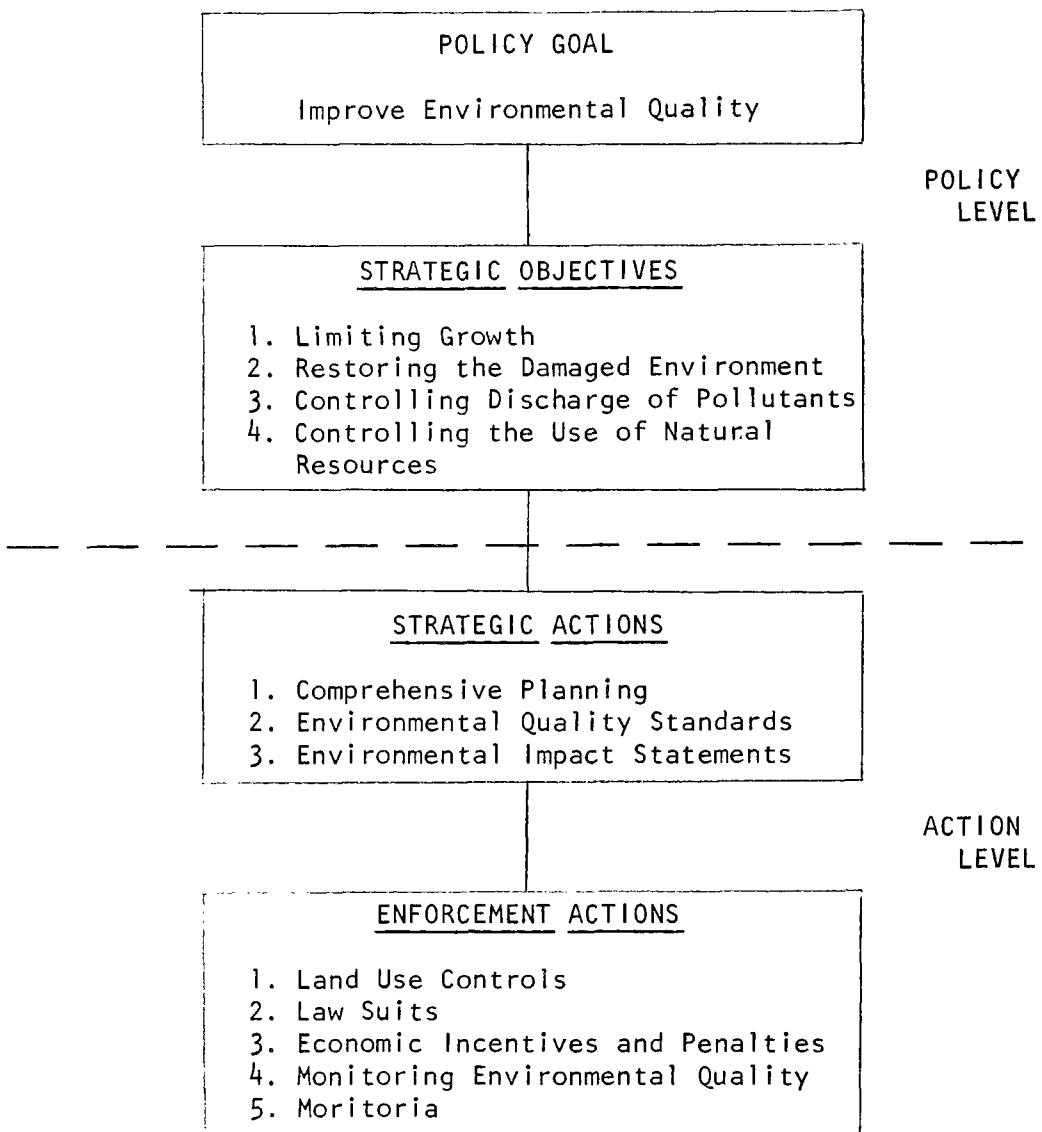 POLICY GOAL
Improve Environmental Quality
POLICY
LEVEL
STRATEGIC OBJECTIVES
1. Limiting Growth
2. Restoring the Damaged Environment
3. Controlling Discharge of Pollutants
4. Controlling the Use of Natural
Resources
STRATEGIC ACTIONS
1. Comprehensive Planning
2. Environmental Quality Standards
3. Environmental Impact Statements
ACTION
LEVEL
ENFORCEMENT ACTIONS
1. Land Use Controls
2. Law Suits
3. Economic Incentives and Penalties
4. Monitoring Environmental Quality
5. Moritoria